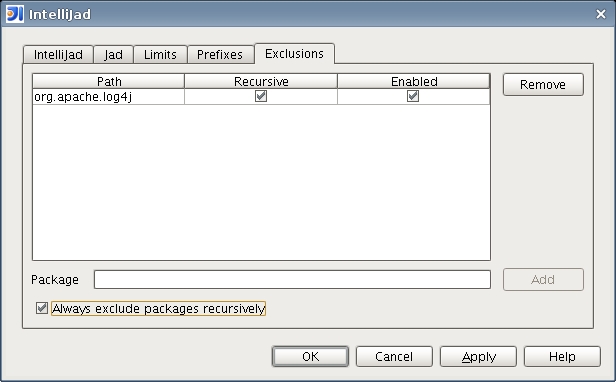 IntelliJad
IntelliJad Jad Limits Prefixes Exclusions
Path Recursive Enabled
org.apache.log4j
Remove
Package
Add
Always exclude packages recursively
OK Cancel Apply Help